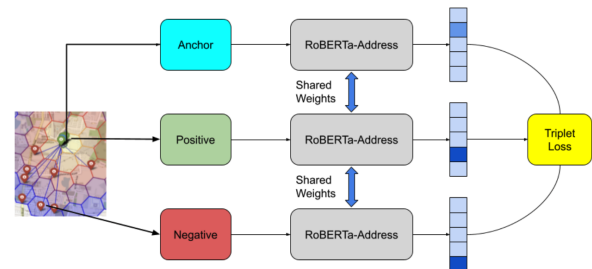 Anchor
RoBERTa-Address
Shared
Weights
Positive
RoBERTa-Address
Triplet
Loss
Shared
Weights
Negative
RoBERTa-Address